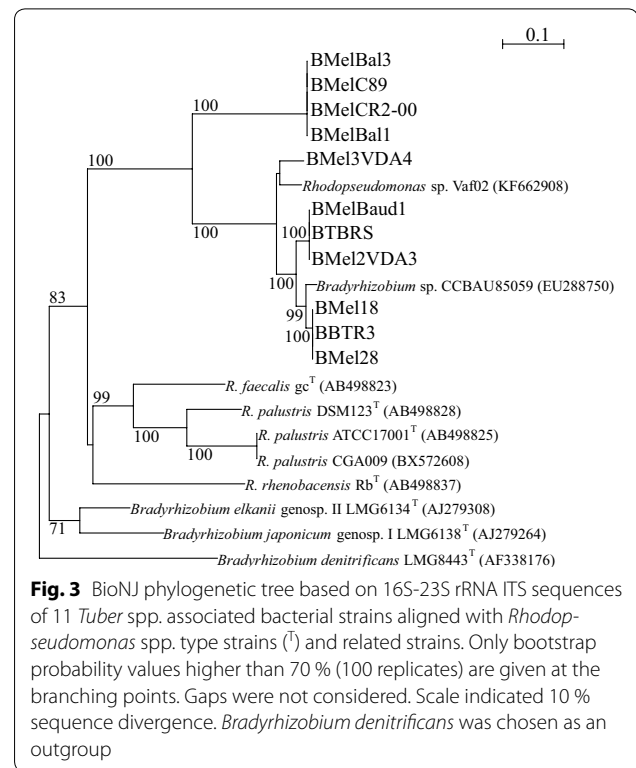 0.1
BMelBal3
BMelC89
BMelCR2-00
BMelBal1
100
100
BMel3VDA4
Rhodopseudomonas sp. Vaf02 (KF662908)
100
BMelBaud1
100 BTBRS
BMel2VDA3
100
Bradyrhizobium sp. CCBAU85059 (EU288750)
83
BMel18
99
BBTR3
100
BMel28
R. faecalis gcT (AB498823)
99
R. palustris DSM123T (AB498828)
100
R. palustris ATCC17001T (AB498825)
100
R. palustris CGA009 (BX572608)
R. rhenobacensis RbT (AB498837)
Bradyrhizobium elkanii genosp. II LMG6134T (AJ279308)
71
Bradyrhizobium japonicum genosp. I LMG6138T (AJ279264)
Bradyrhizobium denitrificans LMG8443T (AF338176)
Fig. 3 BioNJ phylogenetic tree based on 16S-23S rRNA ITS sequences
of 11 Tuber spp. associated bacterial strains aligned with Rhodop-
seudomonas spp. type strains (T) and related strains. Only bootstrap
probability values higher than 70 % (100 replicates) are given at the
branching points. Gaps were not considered. Scale indicated 10 %
sequence divergence. Bradyrhizobium denitrificans was chosen as an
outgroup